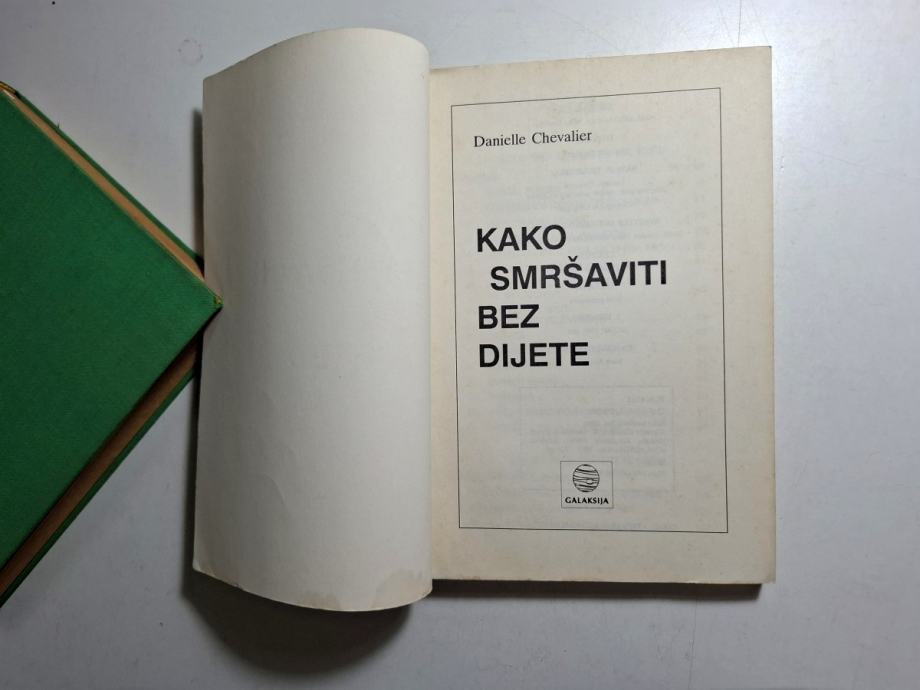 Danielle Chevalier
KAKO
SMRŠAVITI
BEZ
DIJETE
GALAKSIJA